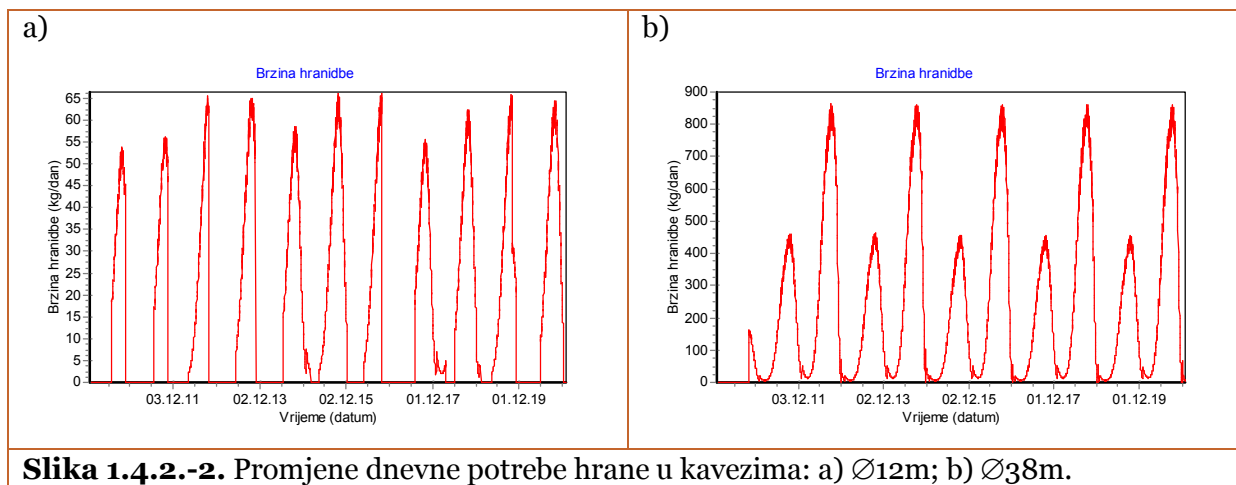 a)
Brzina hranidbe
65
60
55
50
45
40
35
30
25
20
15
10
5
0
Brzina hranidbe (kg/dan)
03.12.11 02.12.13 02.12.15 01.12.17 01.12.19
Vrijeme (datum)
b)
Brzina hranidbe
900
800
700
600
500
400
300
200
100
0
Brzina hranidbe (kg/dan)
03.12.11 02.12.13 02.12.15 01.12.17 01.12.19
Vrijeme (datum)
Slika 1.4.2.-2. Promjene dnevne potrebe hrane u kavezima: a) ∅12m; b) ∅38m.